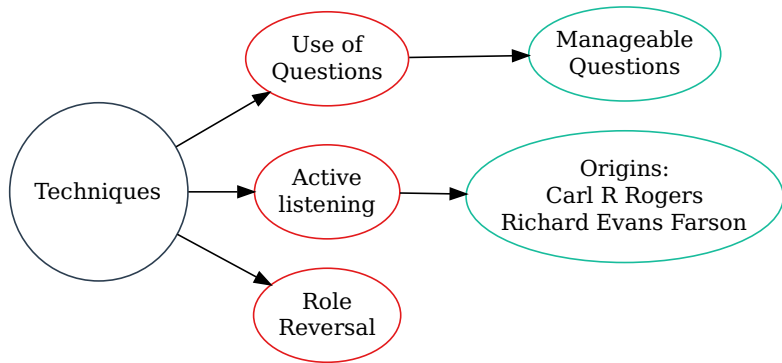 Techniques
Use of
Questions
Manageable
Questions
Active
listening
Origins:
Carl R Rogers
Richard Evans Farson
Role
Reversal